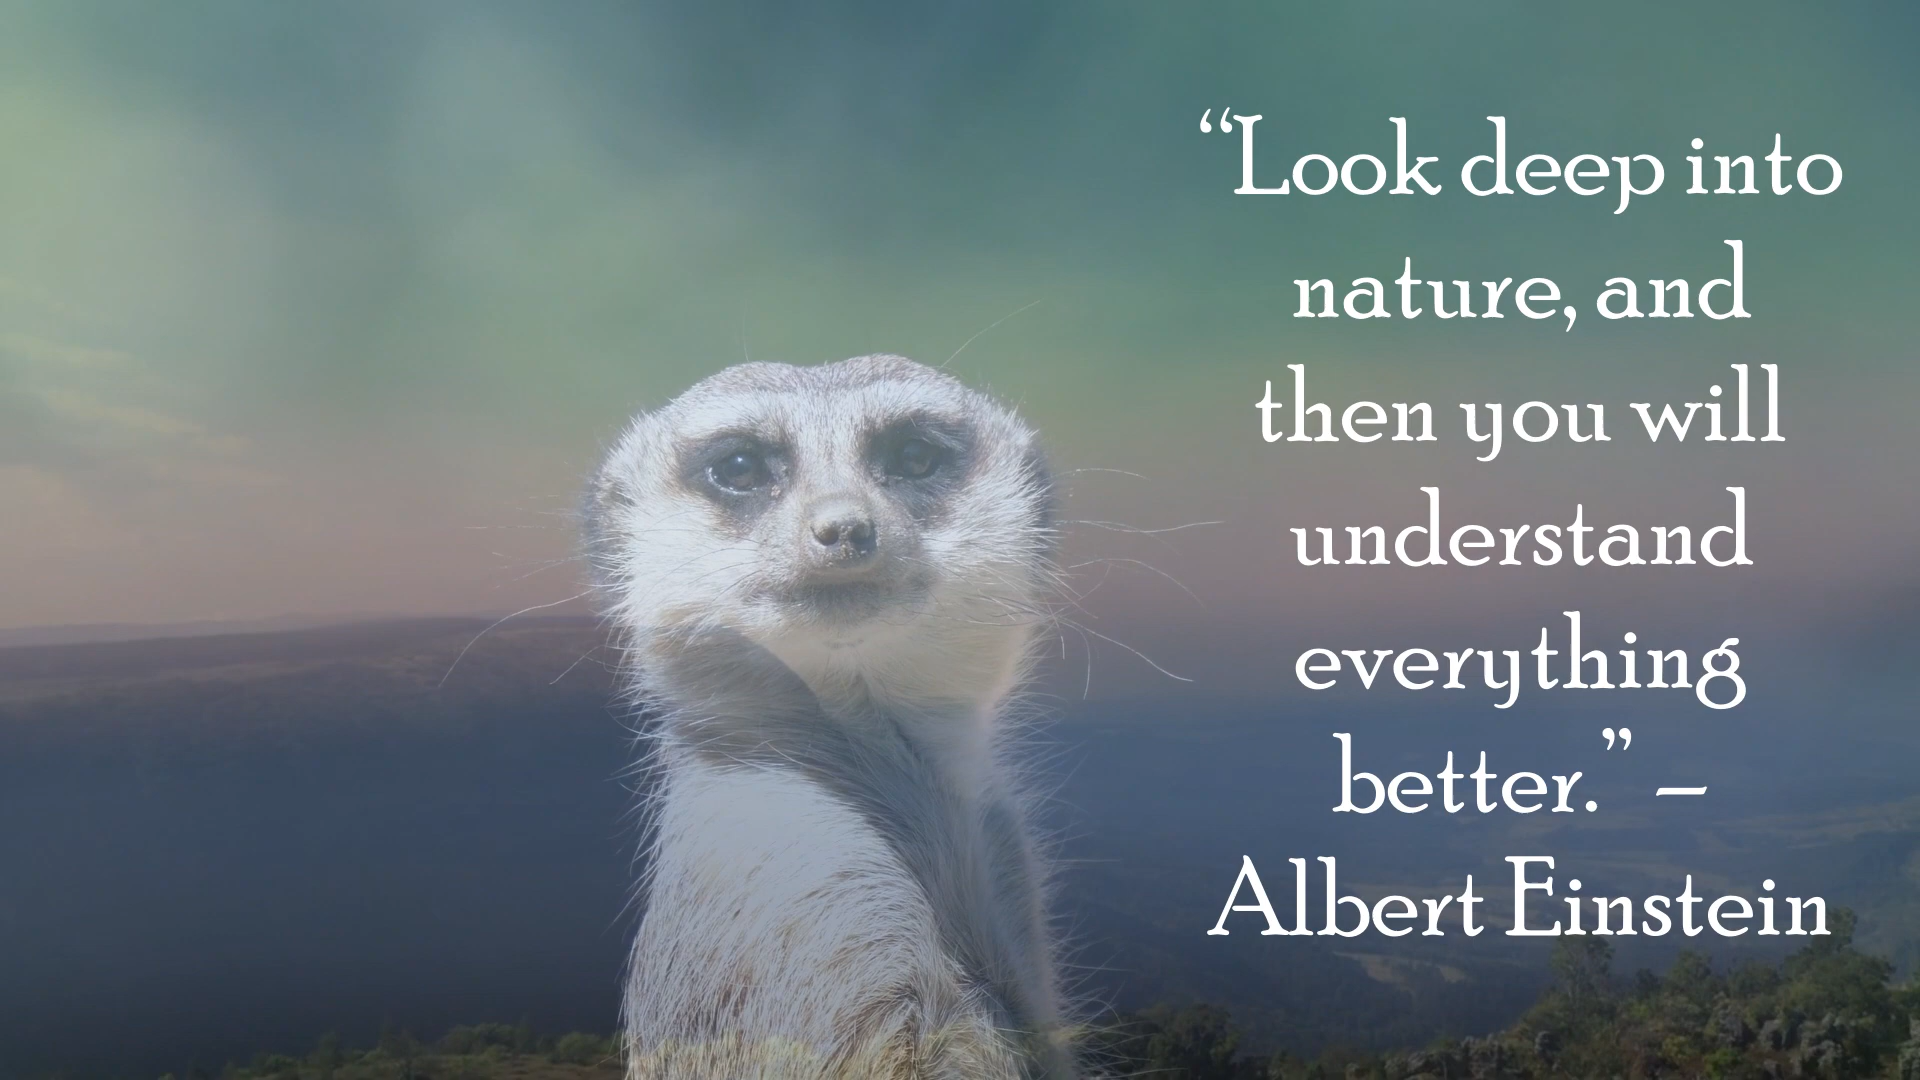 “Look deep into
nature, and
then you will
understand
everything
better.” –
Albert Einstein